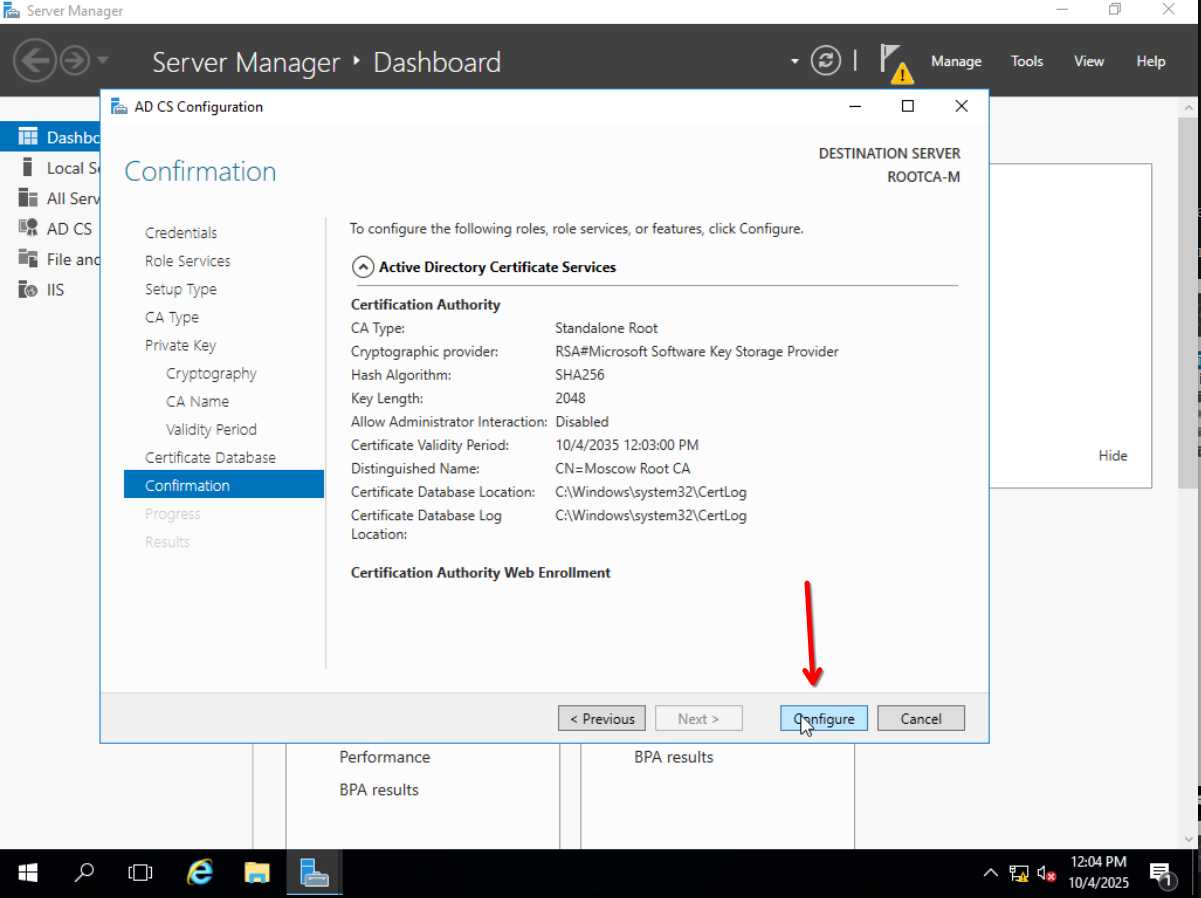 Server Manager
Server Manager ‣ Dashboard
Manage Tools View Help
AD CS Configuration
Dashbo
Local Se
All Serv
AD CS
File and
IIS
Confirmation
DESTINATION SERVER
ROOTCA-M
Credentials
Role Services
Setup Type
CA Type
Private Key
Cryptography
CA Name
Validity Period
Certificate Database
Confirmation
Progress
Results
To configure the following roles, role services, or features, click Configure.
Active Directory Certificate Services
Certification Authority
CA Type: Standalone Root
Cryptographic provider: RSA#Microsoft Software Key Storage Provider
Hash Algorithm: SHA256
Key Length: 2048
Allow Administrator Interaction: Disabled
Certificate Validity Period: 10/4/2035 12:03:00 PM
Distinguished Name: CN=Moscow Root CA
Certificate Database Location: C:\Windows\system32\CertLog
Certificate Database Log Location: C:\Windows\system32\CertLog
Certification Authority Web Enrollment
Hide
< Previous Next > Configure Cancel
Performance
BPA results
BPA results
12:04 PM
10/4/2025
1